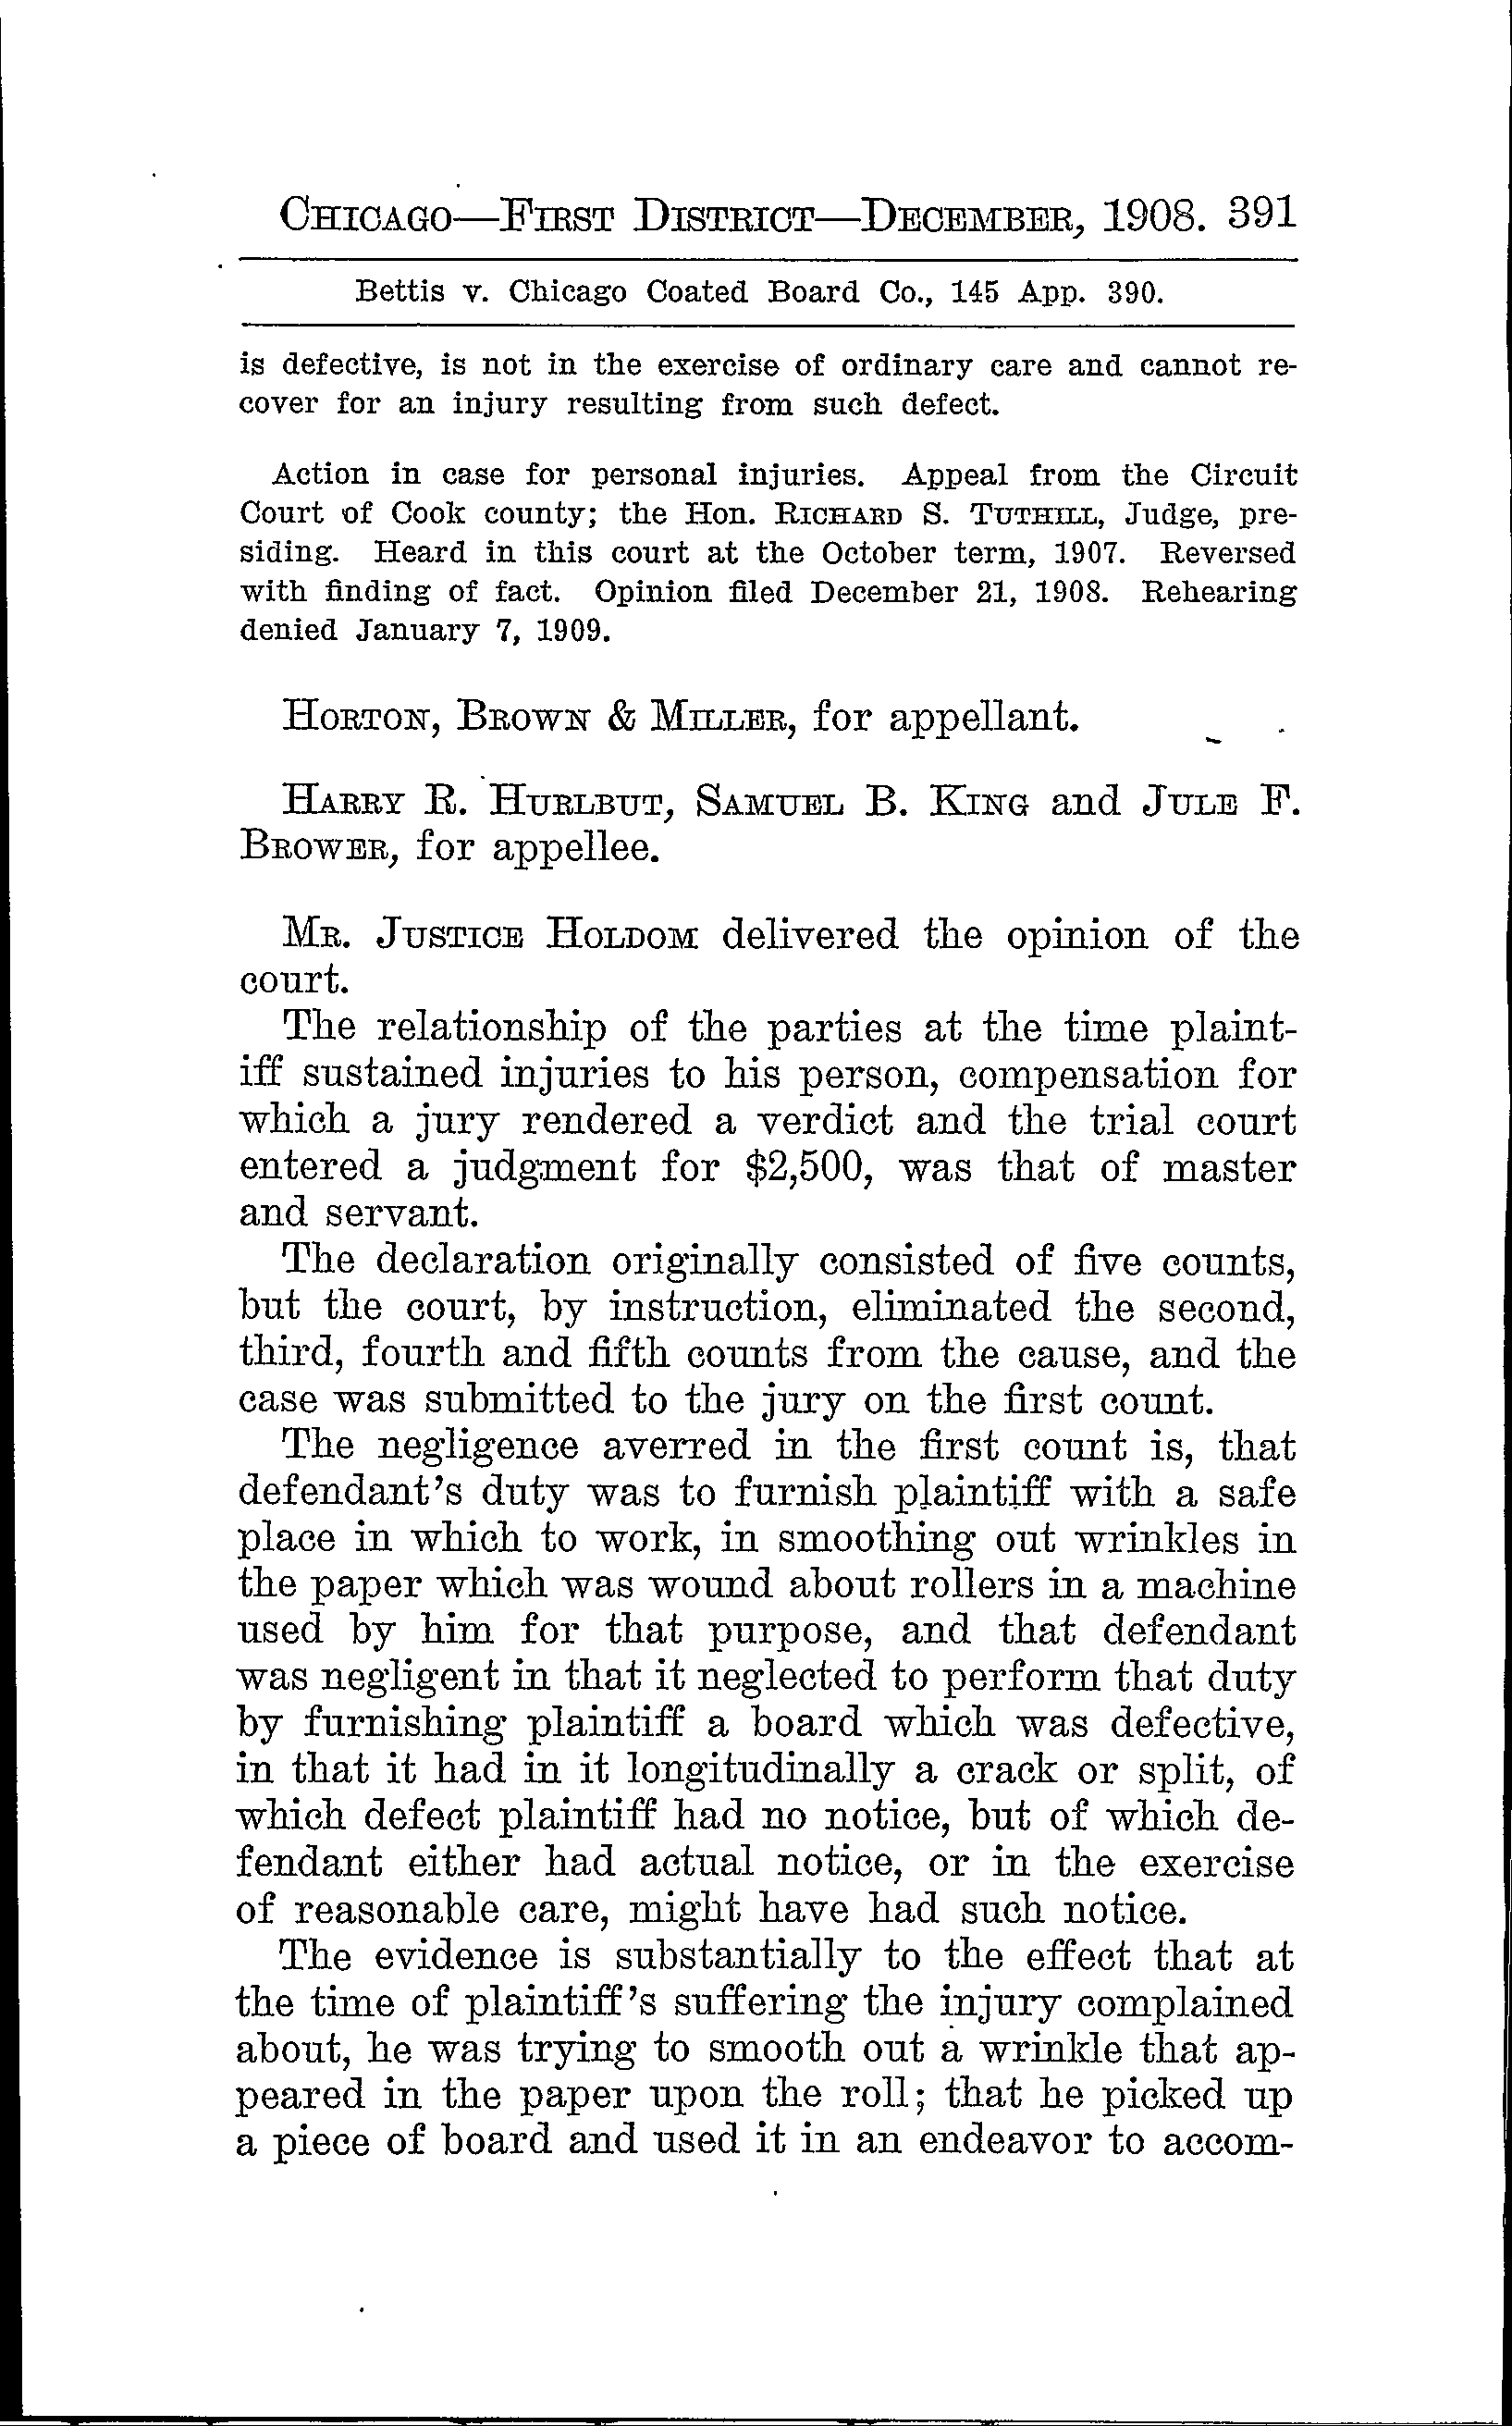 CHICAGO—FIRST DISTRICT—DECEMBER, 1908. 391
Bettis v. Chicago Coated Board Co., 145 App. 390.
is defective, is not in the exercise of ordinary care and cannot re-
cover for an injury resulting from such defect.
Action in case for personal injuries. Appeal from the Circuit
Court of Cook county; the Hon. RICHARD S. TUTHILL, Judge, pre-
siding. Heard in this court at the October term, 1907. Reversed
with finding of fact. Opinion filed December 21, 1908. Rehearing
denied January 7, 1909.
HORTON, BROWN & MILLER, for appellant.
HARRY R. HURLBUT, SAMUEL B. KING and JULE F.
BROWER, for appellee.
MR. JUSTICE HOLDOM delivered the opinion of the
court.
The relationship of the parties at the time plaint-
iff sustained injuries to his person, compensation for
which a jury rendered a verdict and the trial court
entered a judgment for $2,500, was that of master
and servant.
The declaration originally consisted of five counts,
but the court, by instruction, eliminated the second,
third, fourth and fifth counts from the cause, and the
case was submitted to the jury on the first count.
The negligence averred in the first count is, that
defendant's duty was to furnish plaintiff with a safe
place in which to work, in smoothing out wrinkles in
the paper which was wound about rollers in a machine
used by him for that purpose, and that defendant
was negligent in that it neglected to perform that duty
by furnishing plaintiff a board which was defective,
in that it had in it longitudinally a crack or split, of
which defect plaintiff had no notice, but of which de-
fendant either had actual notice, or in the exercise
of reasonable care, might have had such notice.
The evidence is substantially to the effect that at
the time of plaintiff's suffering the injury complained
about, he was trying to smooth out a wrinkle that ap-
peared in the paper upon the roll; that he picked up
a piece of board and used it in an endeavor to accom-